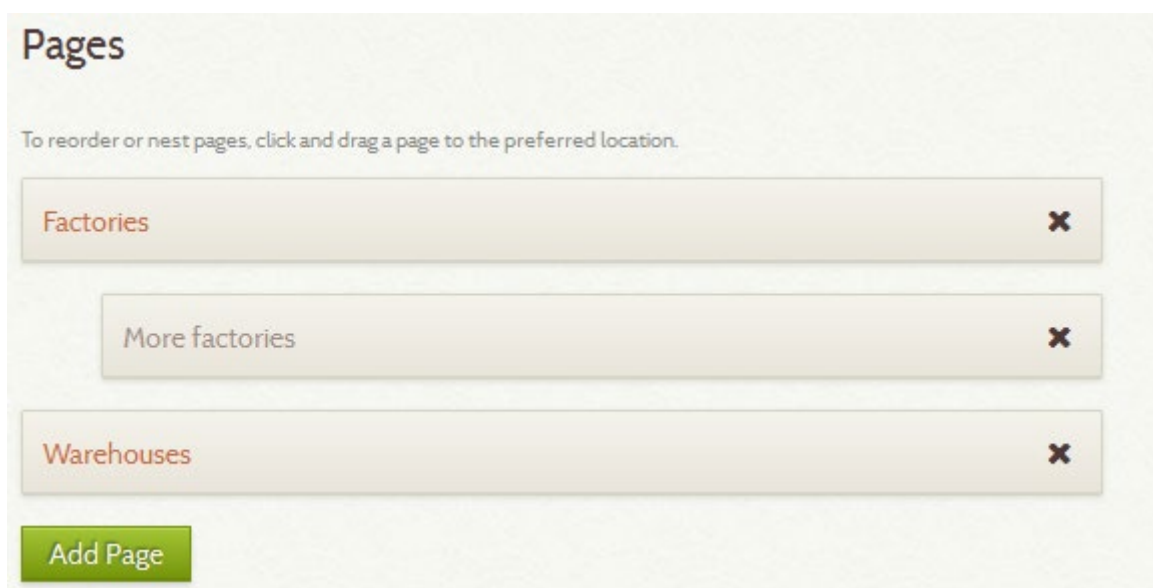 Pages
To reorder or nest pages, click and drag a page to the preferred location.
Factories
More factories
Warehouses
Add Page